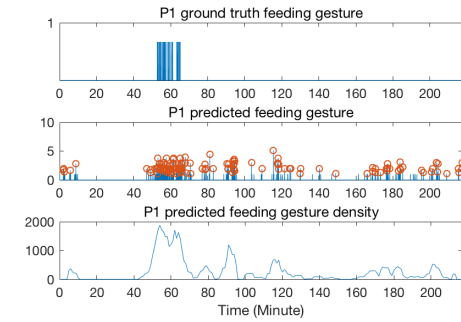 P1 ground truth feeding gesture
1
0 20 40 60 80 100 120 140 160 180 200
P1 predicted feeding gesture
10
5
0
0 20 40 60 80 100 120 140 160 180 200
P1 predicted feeding gesture density
2000
1000
0
0 20 40 60 80 100 120 140 160 180 200
Time (Minute)